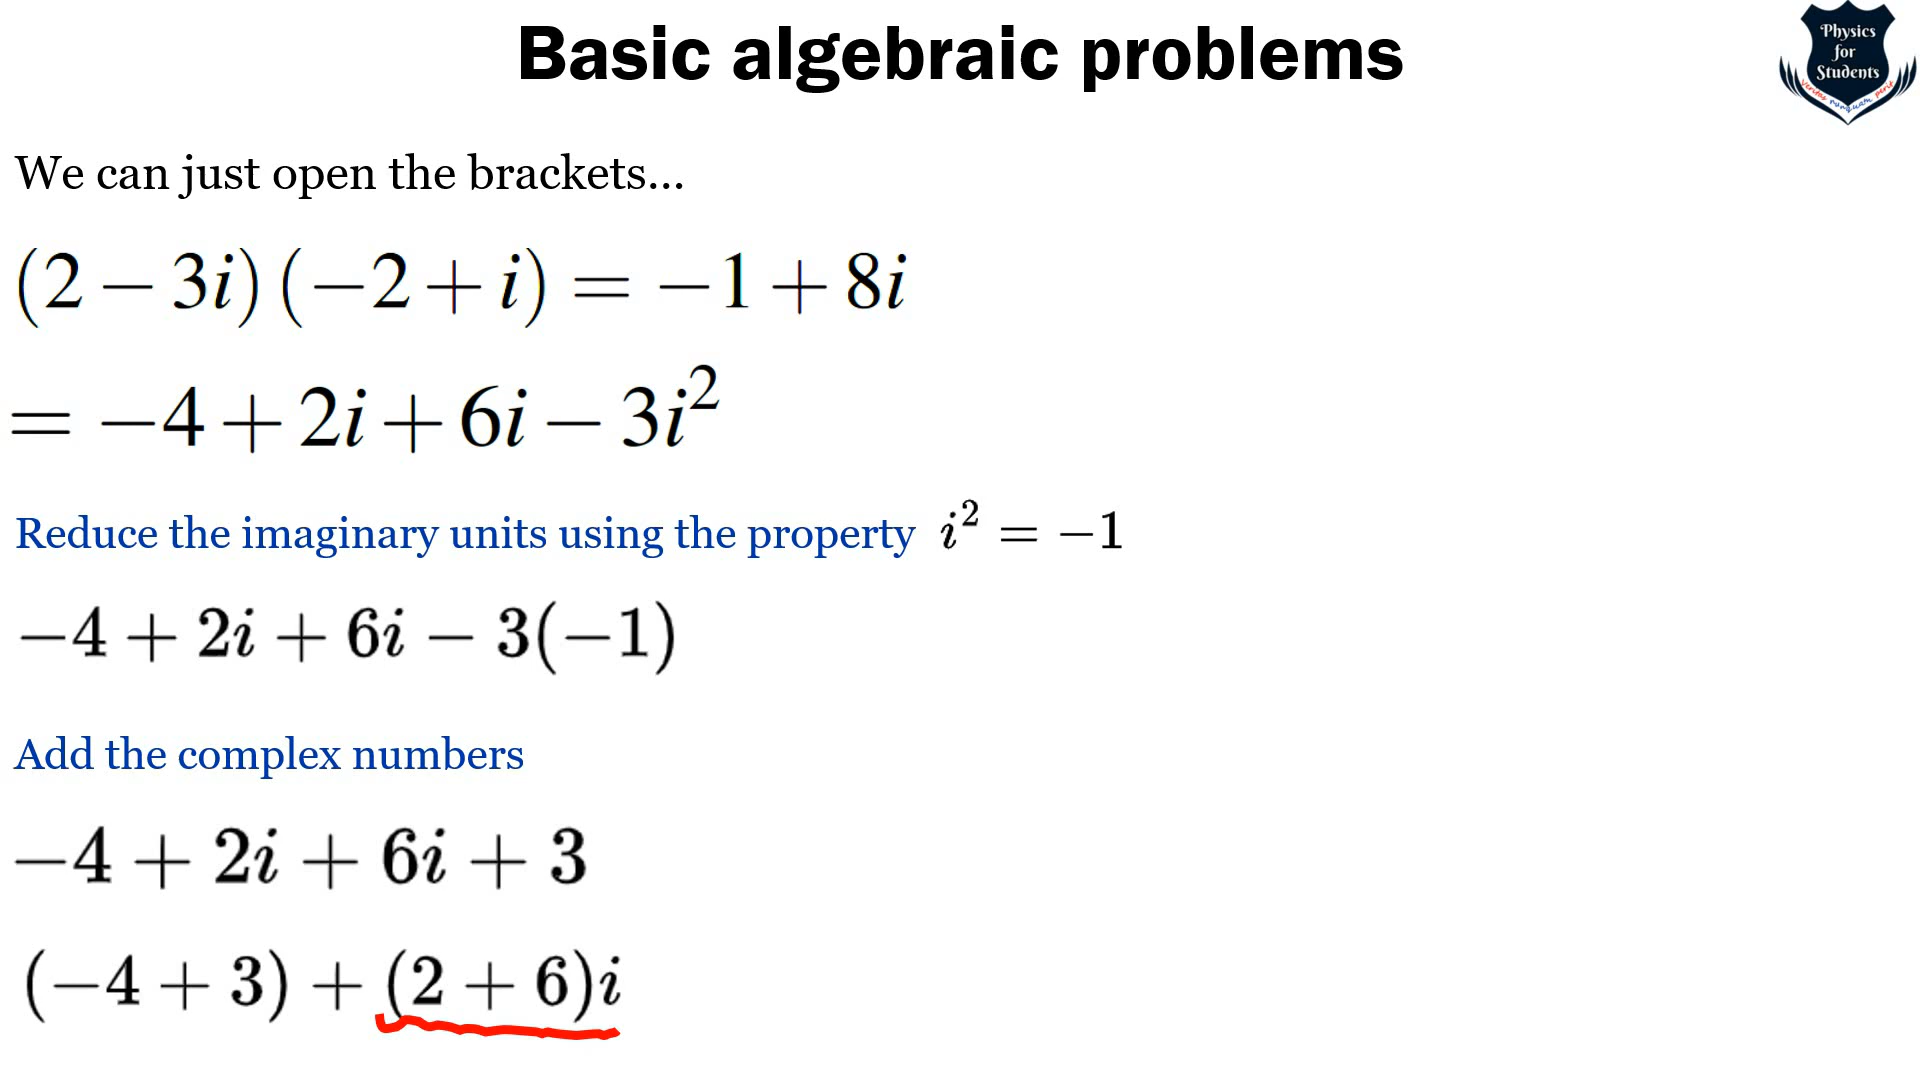 Basic algebraic problems
Physics
for
Students
We can just open the brackets...
(2 − 3i)(−2 + i) = −1 + 8i
= −4 + 2i + 6i − 3i²
Reduce the imaginary units using the property i² = −1
−4 + 2i + 6i − 3(−1)
Add the complex numbers
−4 + 2i + 6i + 3
(−4 + 3) + (2 + 6)i